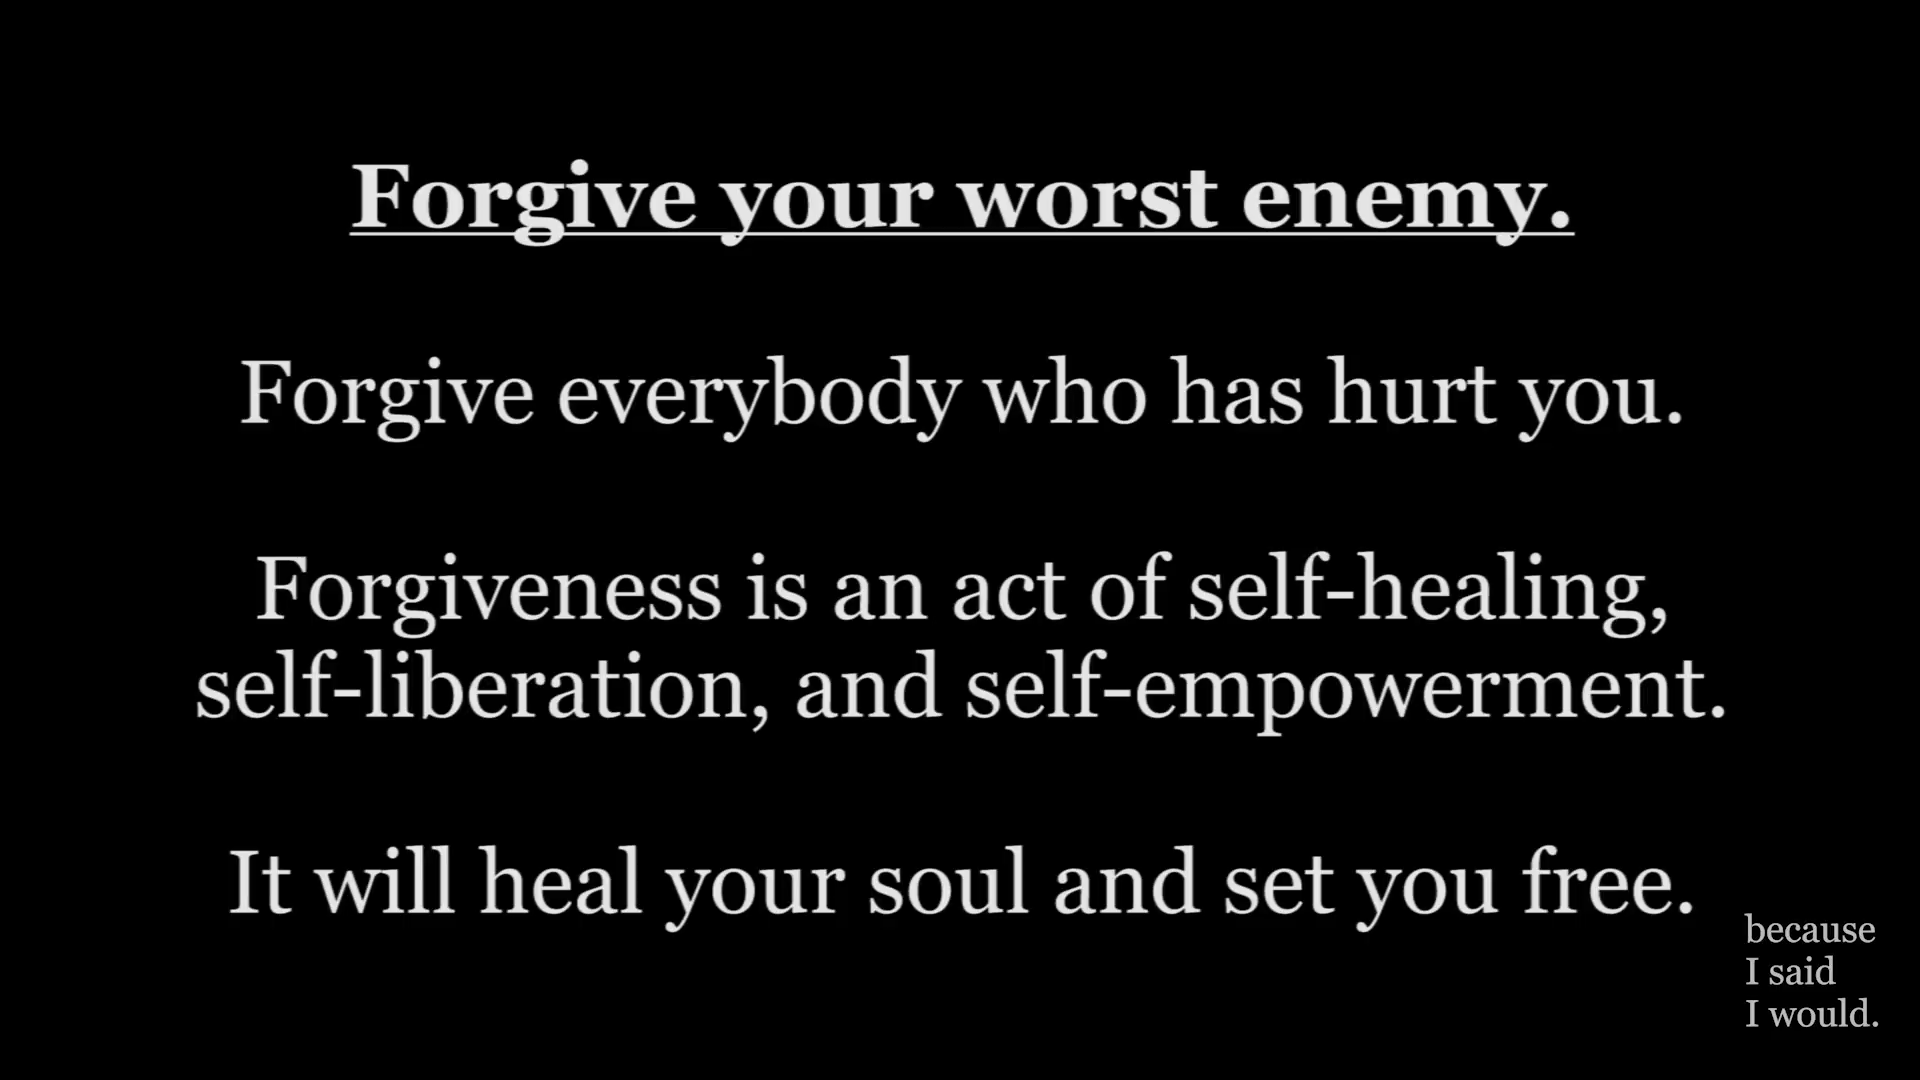 Forgive your worst enemy.
Forgive everybody who has hurt you.
Forgiveness is an act of self-healing,
self-liberation, and self-empowerment.
It will heal your soul and set you free.
because
I said
I would.